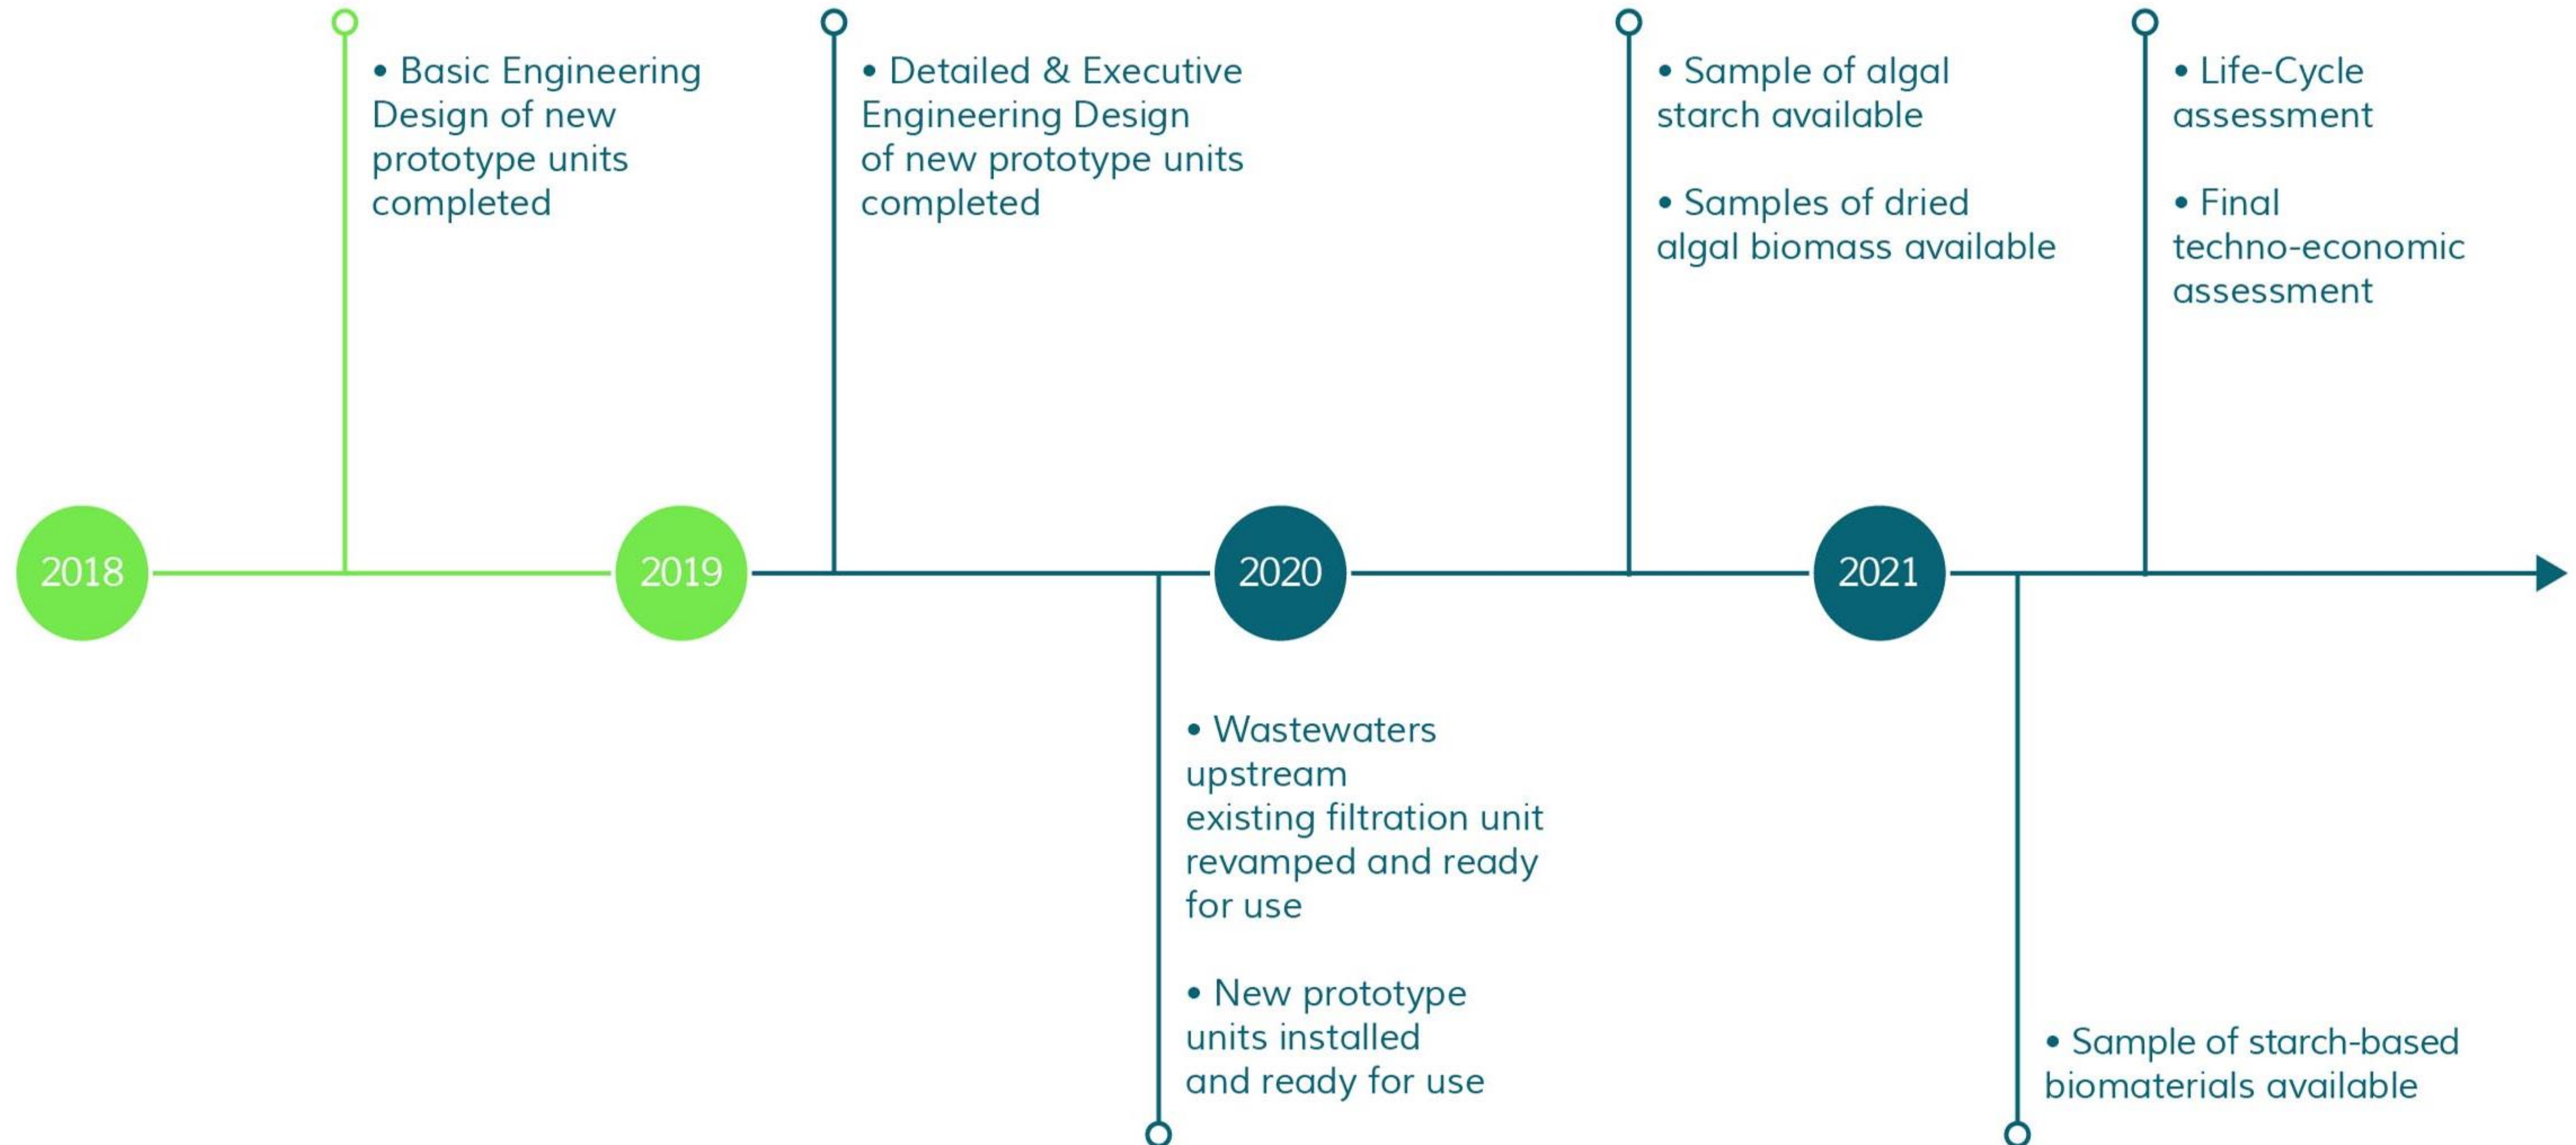 • Basic Engineering
Design of new
prototype units
completed
• Detailed & Executive
Engineering Design
of new prototype units
completed
• Sample of algal
starch available
• Samples of dried
algal biomass available
• Life-Cycle
assessment
• Final
techno-economic
assessment
2018
2019
2020
2021
• Wastewaters
upstream
existing filtration unit
revamped and ready
for use
• New prototype
units installed
and ready for use
• Sample of starch-based
biomaterials available